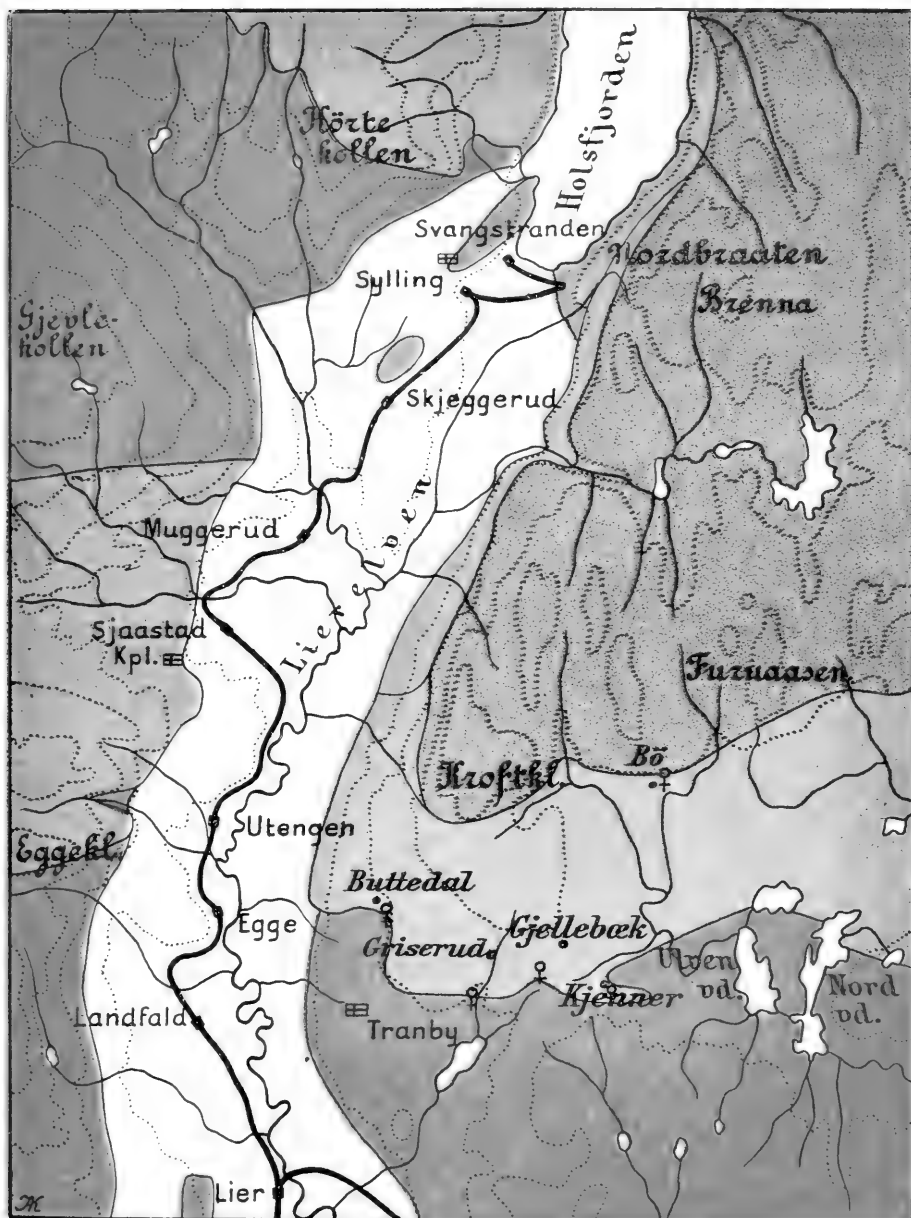 Holsfjorden
Hörte
kollen
Svangstranden
Sylling
Nordbraaten
Brenna
Gjevle-
kollen
Skjeggerud
Lierelven
Muggerud
Sjaastad
Kpl.
Furuaasen
Kroftkl.
Bö
Utengen
Eggekl.
Buttedal
Egge
Griserud
Gjellebæk
Ulven
vd.
Kjenner
Nord
vd.
Landfald
Tranby
Lier